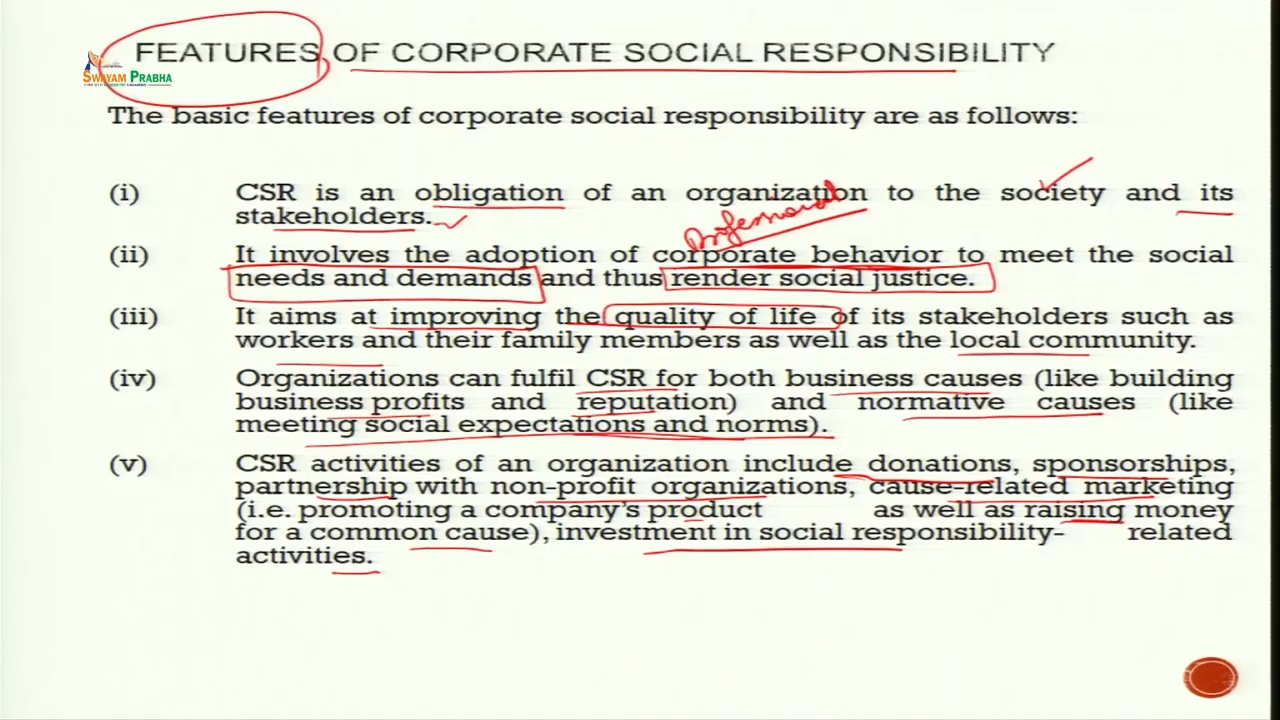 FEATURES OF CORPORATE SOCIAL RESPONSIBILITY
SWAYAM PRABHA
The basic features of corporate social responsibility are as follows:
(i) CSR is an obligation of an organization to the society and its
stakeholders.
Professional
(ii) It involves the adoption of corporate behavior to meet the social
needs and demands and thus render social justice.
(iii) It aims at improving the quality of life of its stakeholders such as
workers and their family members as well as the local community.
(iv) Organizations can fulfil CSR for both business causes (like building
business profits and reputation) and normative causes (like
meeting social expectations and norms).
(v) CSR activities of an organization include donations, sponsorships,
partnership with non-profit organizations, cause-related marketing
(i.e. promoting a company's product as well as raising money
for a common cause), investment in social responsibility- related
activities.